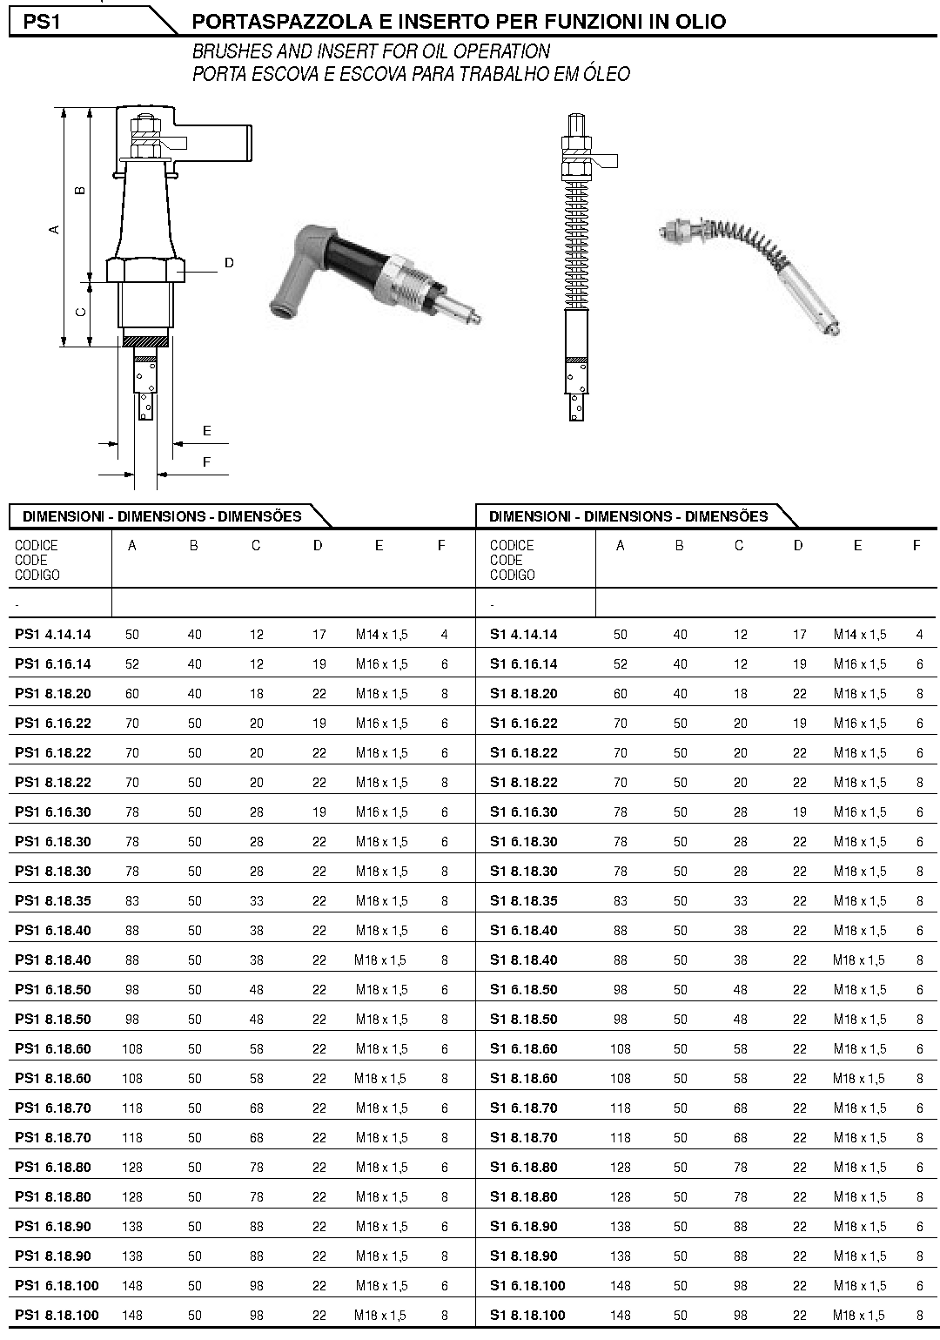 PS1 PORTASPAZZOLA E INSERTO PER FUNZIONI IN OLIO
BRUSHES AND INSERT FOR OIL OPERATION
PORTA ESCOVA E ESCOVA PARA TRABALHO EM ÓLEO
A
B
C
D
E
F
DIMENSIONI - DIMENSIONS - DIMENSÕES DIMENSIONI - DIMENSIONS - DIMENSÕES
CODICE A B C D E F CODICE A B C D E F
CODE CODE
CODIGO CODIGO
- -
PS1 4.14.14 50 40 12 17 M14 x 1,5 4 S1 4.14.14 50 40 12 17 M14 x 1,5 4
PS1 6.16.14 52 40 12 19 M16 x 1,5 6 S1 6.16.14 52 40 12 19 M16 x 1,5 6
PS1 8.18.20 60 40 18 22 M18 x 1,5 8 S1 8.18.20 60 40 18 22 M18 x 1,5 8
PS1 6.16.22 70 50 20 19 M16 x 1,5 6 S1 6.16.22 70 50 20 19 M16 x 1,5 6
PS1 6.18.22 70 50 20 22 M18 x 1,5 6 S1 6.18.22 70 50 20 22 M18 x 1,5 6
PS1 8.18.22 70 50 20 22 M18 x 1,5 8 S1 8.18.22 70 50 20 22 M18 x 1,5 8
PS1 6.16.30 78 50 28 19 M16 x 1,5 6 S1 6.16.30 78 50 28 19 M16 x 1,5 6
PS1 6.18.30 78 50 28 22 M18 x 1,5 6 S1 6.18.30 78 50 28 22 M18 x 1,5 6
PS1 8.18.30 78 50 28 22 M18 x 1,5 8 S1 8.18.30 78 50 28 22 M18 x 1,5 8
PS1 8.18.35 83 50 33 22 M18 x 1,5 8 S1 8.18.35 83 50 33 22 M18 x 1,5 8
PS1 6.18.40 88 50 38 22 M18 x 1,5 6 S1 6.18.40 88 50 38 22 M18 x 1,5 6
PS1 8.18.40 88 50 38 22 M18 x 1,5 8 S1 8.18.40 88 50 38 22 M18 x 1,5 8
PS1 6.18.50 98 50 48 22 M18 x 1,5 6 S1 6.18.50 98 50 48 22 M18 x 1,5 6
PS1 8.18.50 98 50 48 22 M18 x 1,5 8 S1 8.18.50 98 50 48 22 M18 x 1,5 8
PS1 6.18.60 108 50 58 22 M18 x 1,5 6 S1 6.18.60 108 50 58 22 M18 x 1,5 6
PS1 8.18.60 108 50 58 22 M18 x 1,5 8 S1 8.18.60 108 50 58 22 M18 x 1,5 8
PS1 6.18.70 118 50 68 22 M18 x 1,5 6 S1 6.18.70 118 50 68 22 M18 x 1,5 6
PS1 8.18.70 118 50 68 22 M18 x 1,5 8 S1 8.18.70 118 50 68 22 M18 x 1,5 8
PS1 6.18.80 128 50 78 22 M18 x 1,5 6 S1 6.18.80 128 50 78 22 M18 x 1,5 6
PS1 8.18.80 128 50 78 22 M18 x 1,5 8 S1 8.18.80 128 50 78 22 M18 x 1,5 8
PS1 6.18.90 138 50 88 22 M18 x 1,5 6 S1 6.18.90 138 50 88 22 M18 x 1,5 6
PS1 8.18.90 138 50 88 22 M18 x 1,5 8 S1 8.18.90 138 50 88 22 M18 x 1,5 8
PS1 6.18.100 148 50 98 22 M18 x 1,5 6 S1 6.18.100 148 50 98 22 M18 x 1,5 6
PS1 8.18.100 148 50 98 22 M18 x 1,5 8 S1 8.18.100 148 50 98 22 M18 x 1,5 8